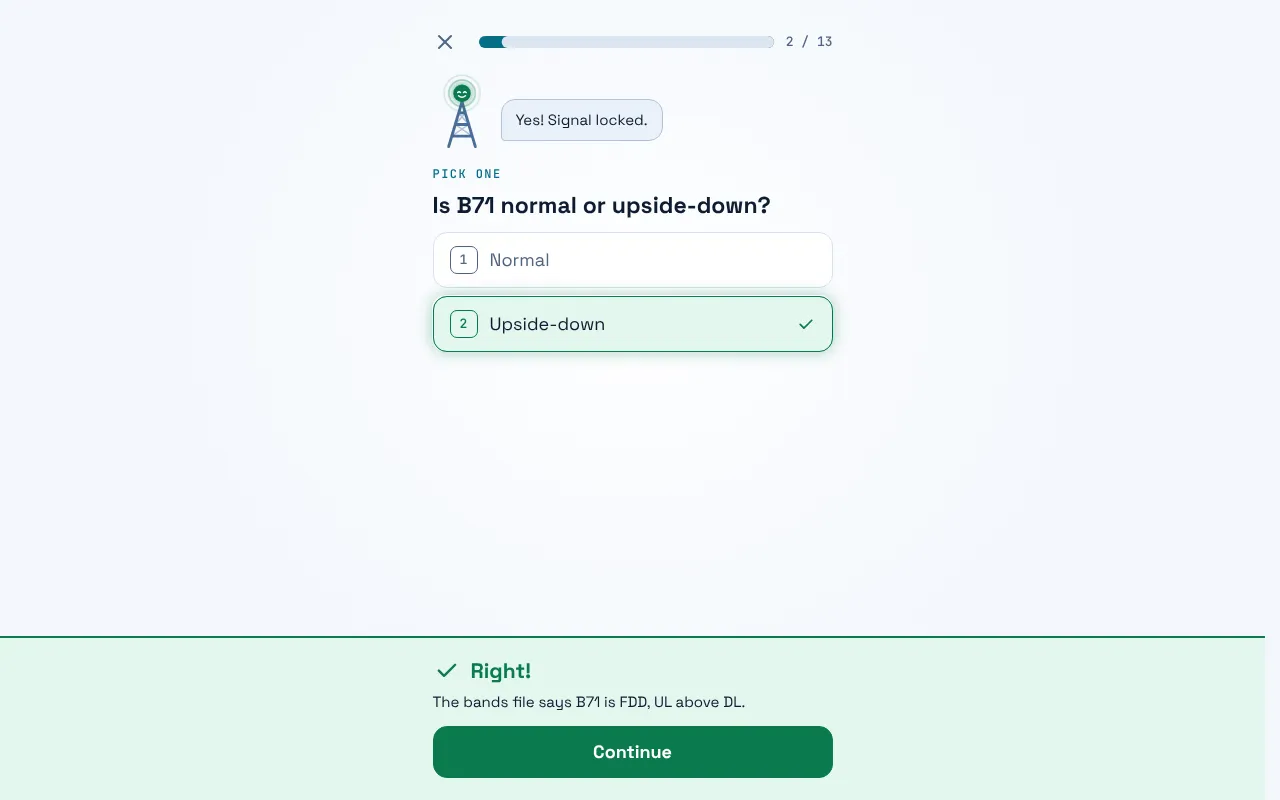 2 / 13
Yes! Signal locked.
PICK ONE
Is B71 normal or upside-down?
1 Normal
2 Upside-down
Right!
The bands file says B71 is FDD, UL above DL.
Continue